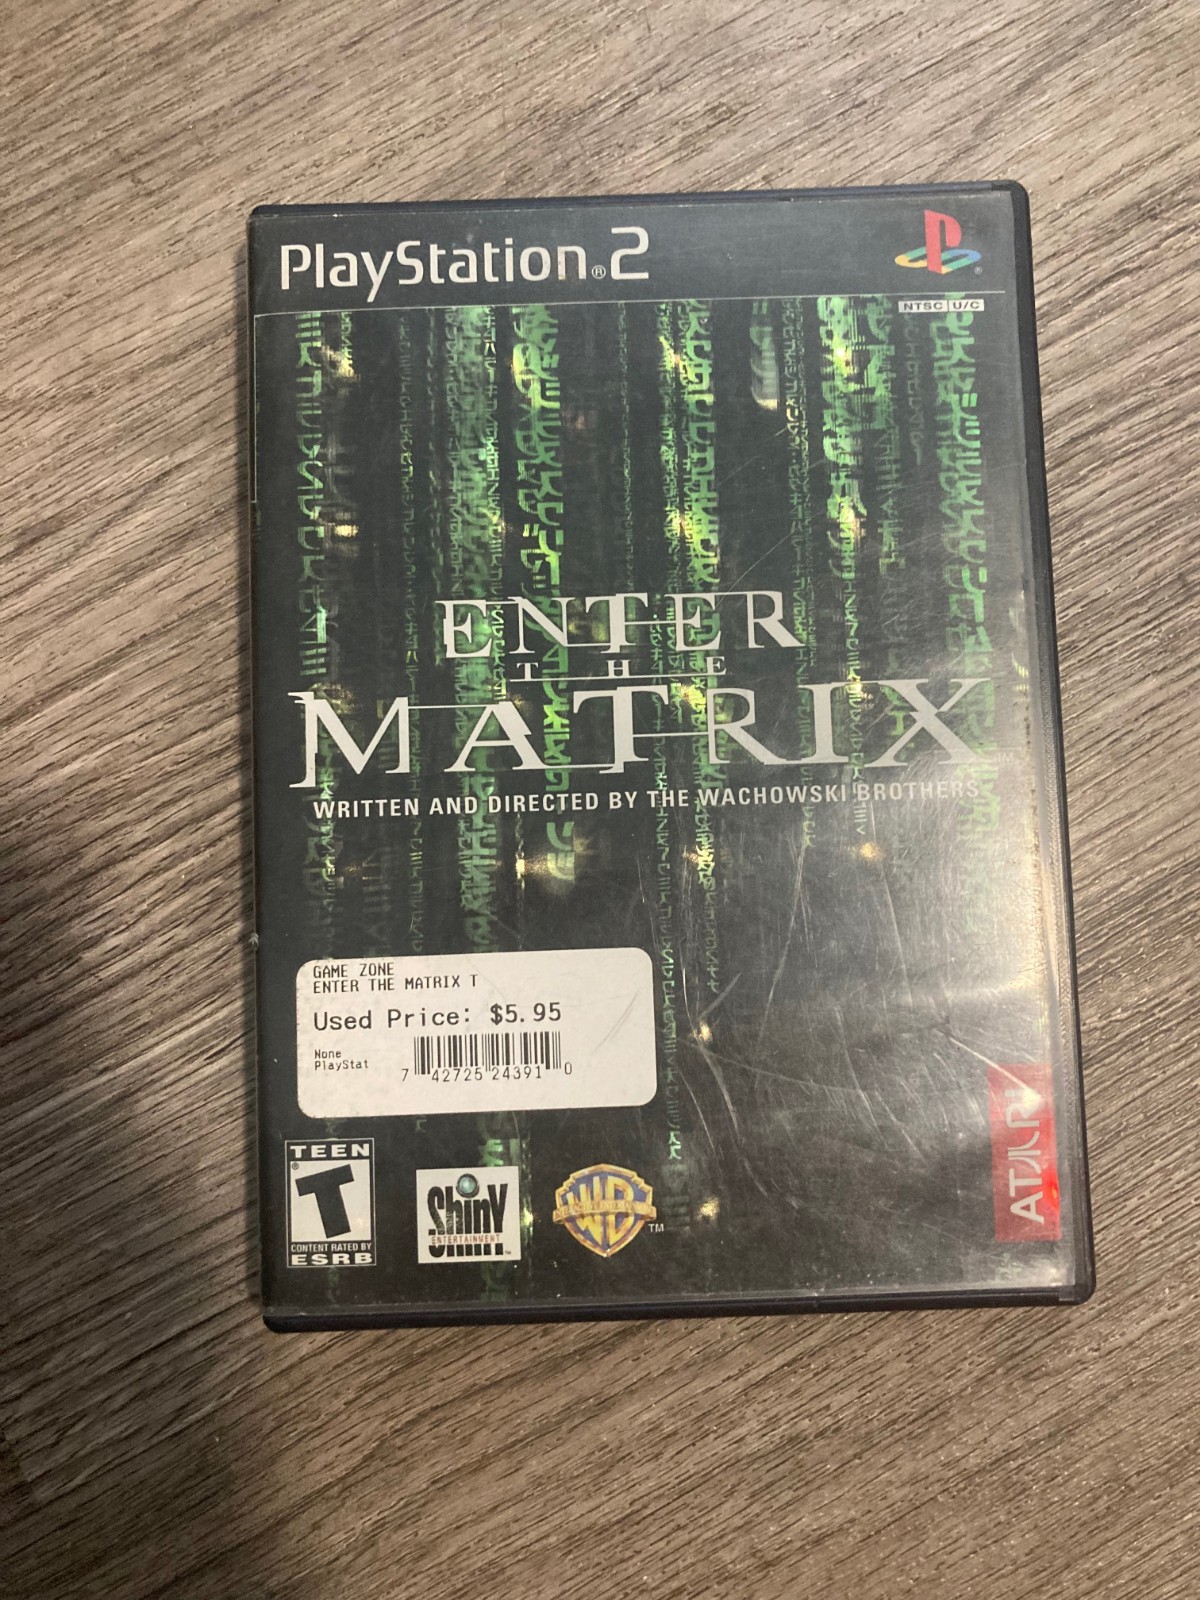 PlayStation®2
NTSC U/C
ENTER
THE
MATRIX
WRITTEN AND DIRECTED BY THE WACHOWSKI BROTHERS
GAME ZONE
ENTER THE MATRIX T
Used Price: $5.95
None
PlayStat
7 42725 24391 0
TEEN
T
CONTENT RATED BY
ESRB
Shiny
ENTERTAINMENT
WB
TM
ATARI